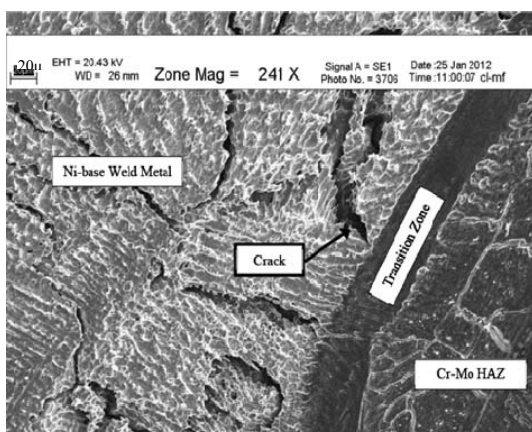 EHT = 20.43 kV
WD = 26 mm
Zone Mag = 241 X
Signal A = SE1
Photo No. = 3706
Date :25 Jan 2012
Time :11:00:07 cl-mf
Ni-base Weld Metal
Crack
Transition Zone
Cr-Mo HAZ